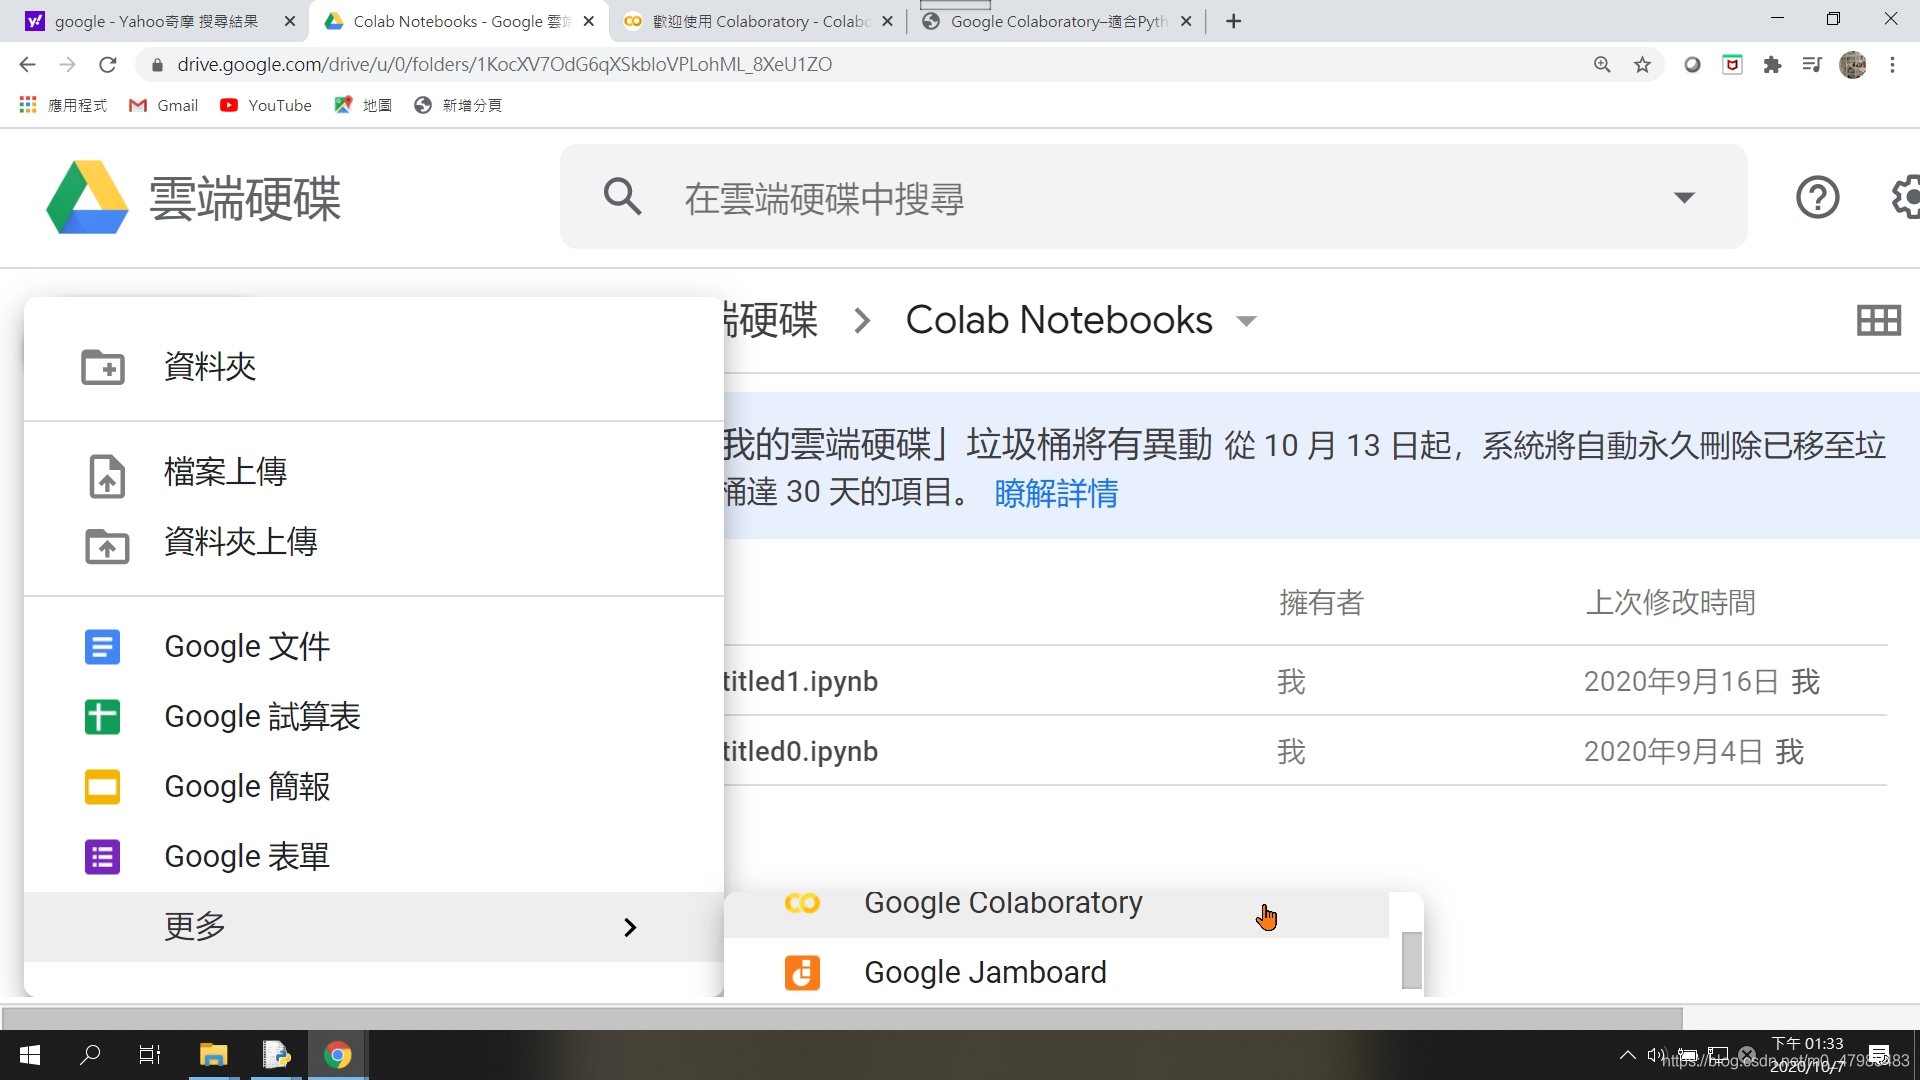 google - Yahoo奇摩 搜尋結果
Colab Notebooks - Google 雲端
歡迎使用 Colaboratory - Colabo
Google Colaboratory–適合Pyth
drive.google.com/drive/u/0/folders/1KocXV7OdG6qXSkbloVPLohML_8XeU1ZO
應用程式
Gmail
YouTube
地圖
新增分頁
雲端硬碟
在雲端硬碟中搜尋
端硬碟 > Colab Notebooks
資料夾
我的雲端硬碟」垃圾桶將有異動 從 10 月 13 日起，系統將自動永久刪除已移至垃
桶達 30 天的項目。 瞭解詳情
檔案上傳
資料夾上傳
擁有者
上次修改時間
Google 文件
titled1.ipynb
我
2020年9月16日 我
Google 試算表
titled0.ipynb
我
2020年9月4日 我
Google 簡報
Google 表單
更多
Google Colaboratory
Google Jamboard
下午 01:33
2020/10/7